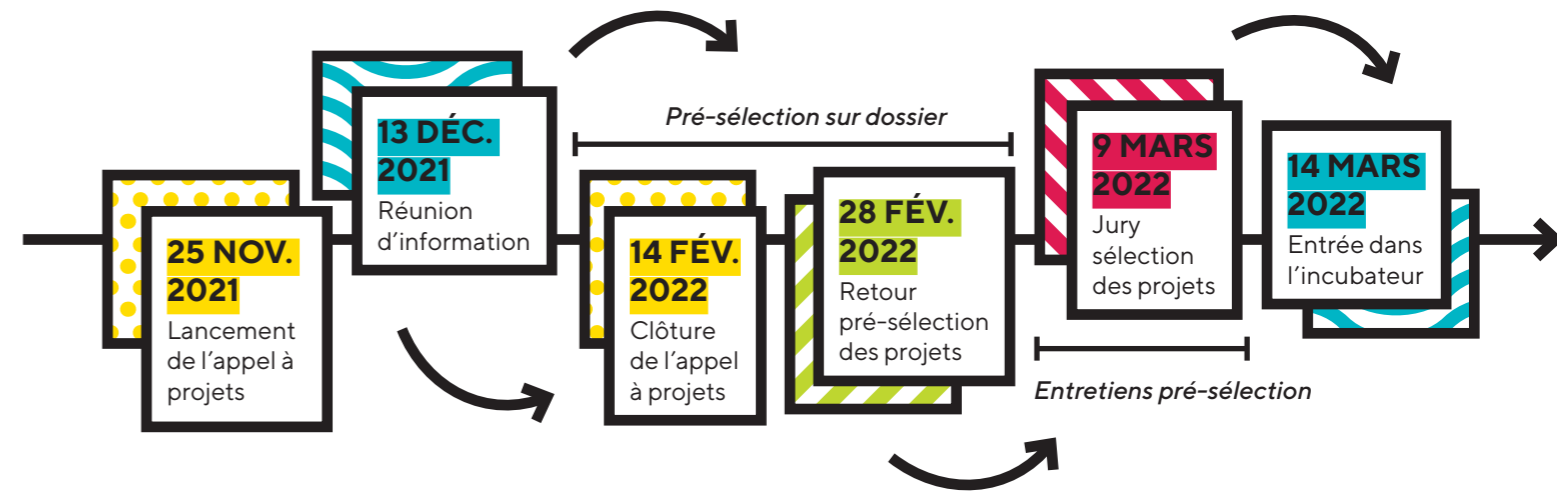 25 NOV.
2021
Lancement
de l'appel à
projets
13 DÉC.
2021
Réunion
d'information
Pré-sélection sur dossier
14 FÉV.
2022
Clôture
de l'appel
à projets
28 FÉV.
2022
Retour
pré-sélection
des projets
9 MARS
2022
Jury
sélection
des projets
Entretiens pré-sélection
14 MARS
2022
Entrée dans
l'incubateur